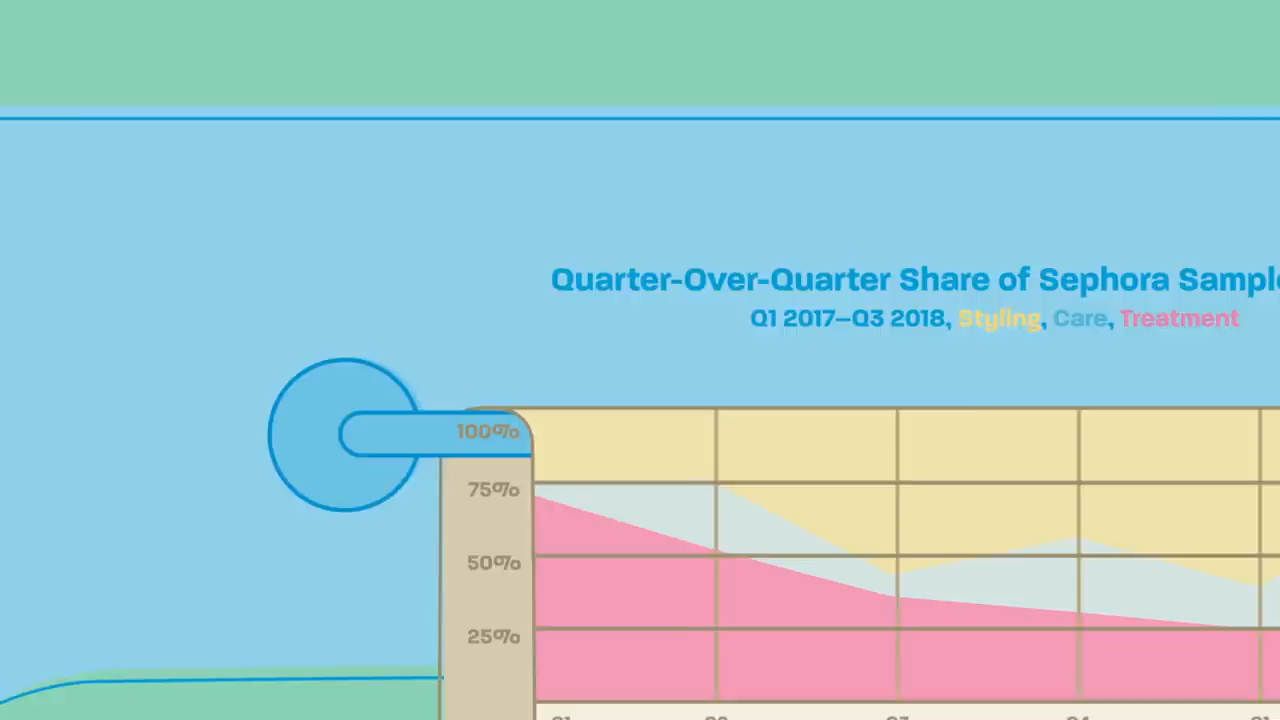 Quarter-Over-Quarter Share of Sephora Sampl
Q1 2017–Q3 2018, Styling, Care, Treatment
100%
75%
50%
25%